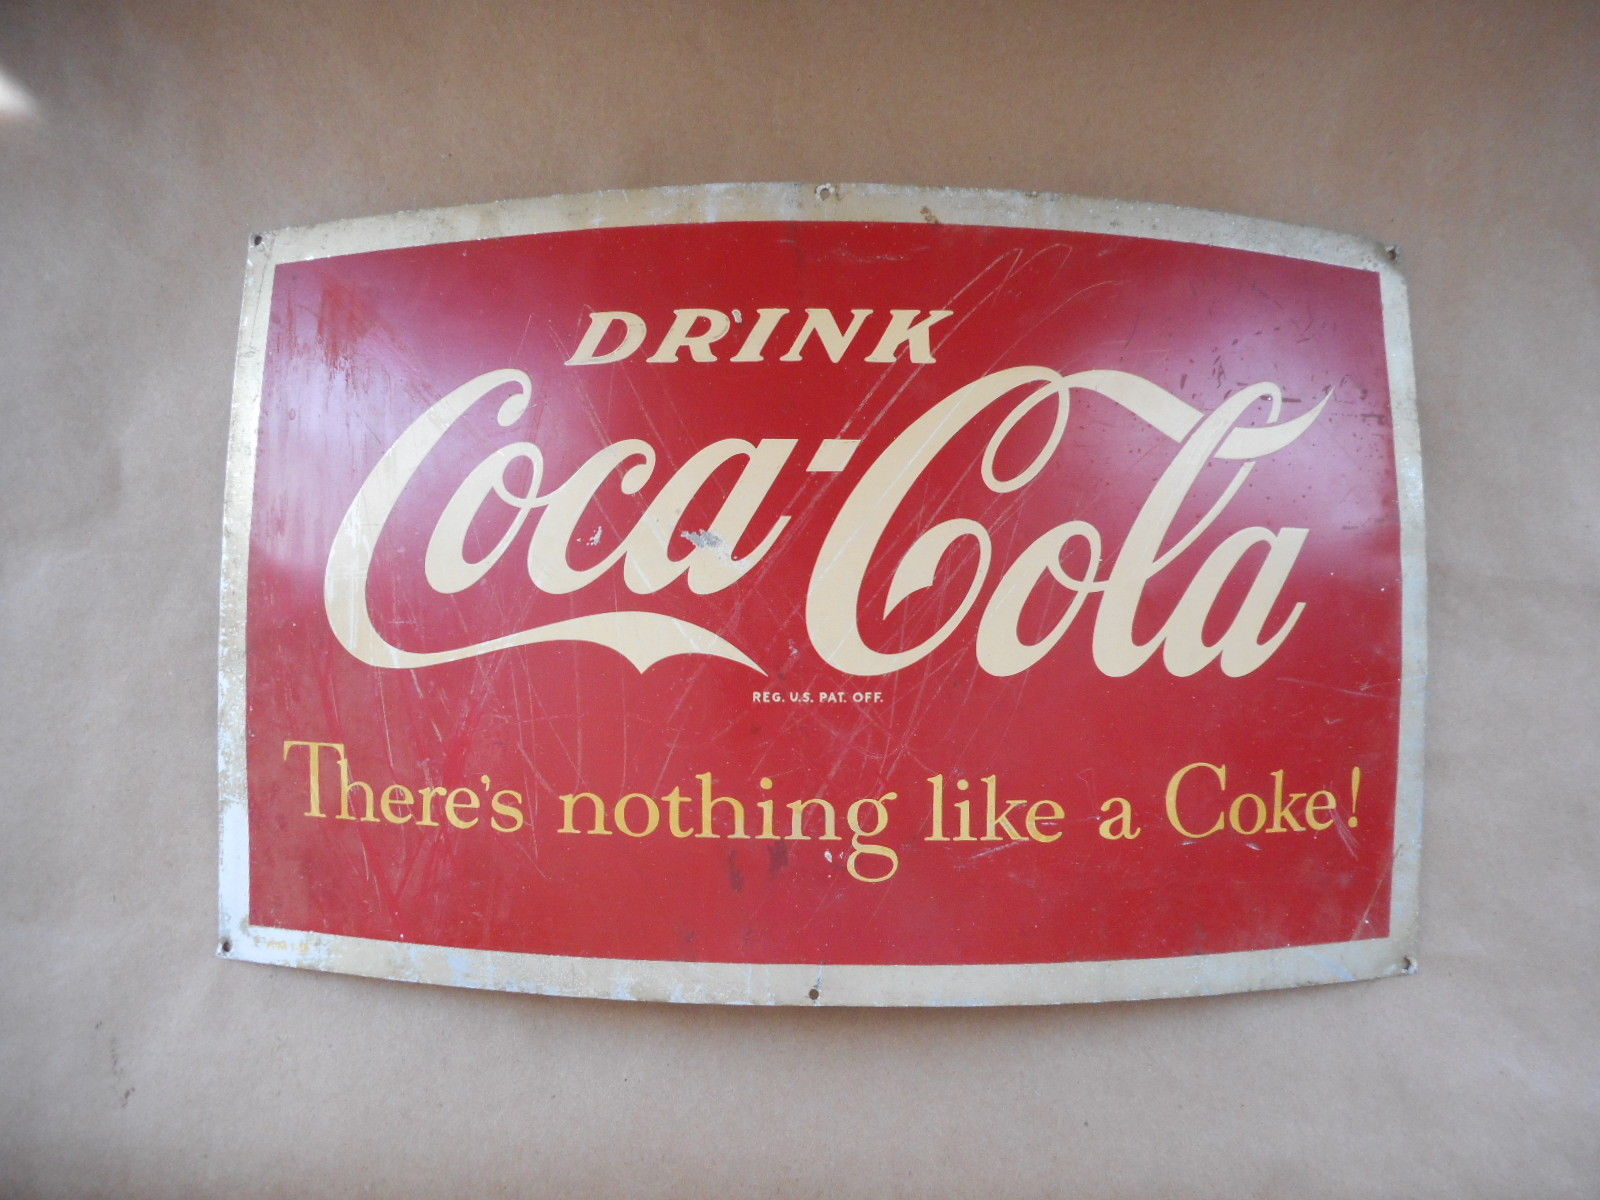 DRINK
Coca-Cola
REG. U.S. PAT. OFF.
There's nothing like a Coke!